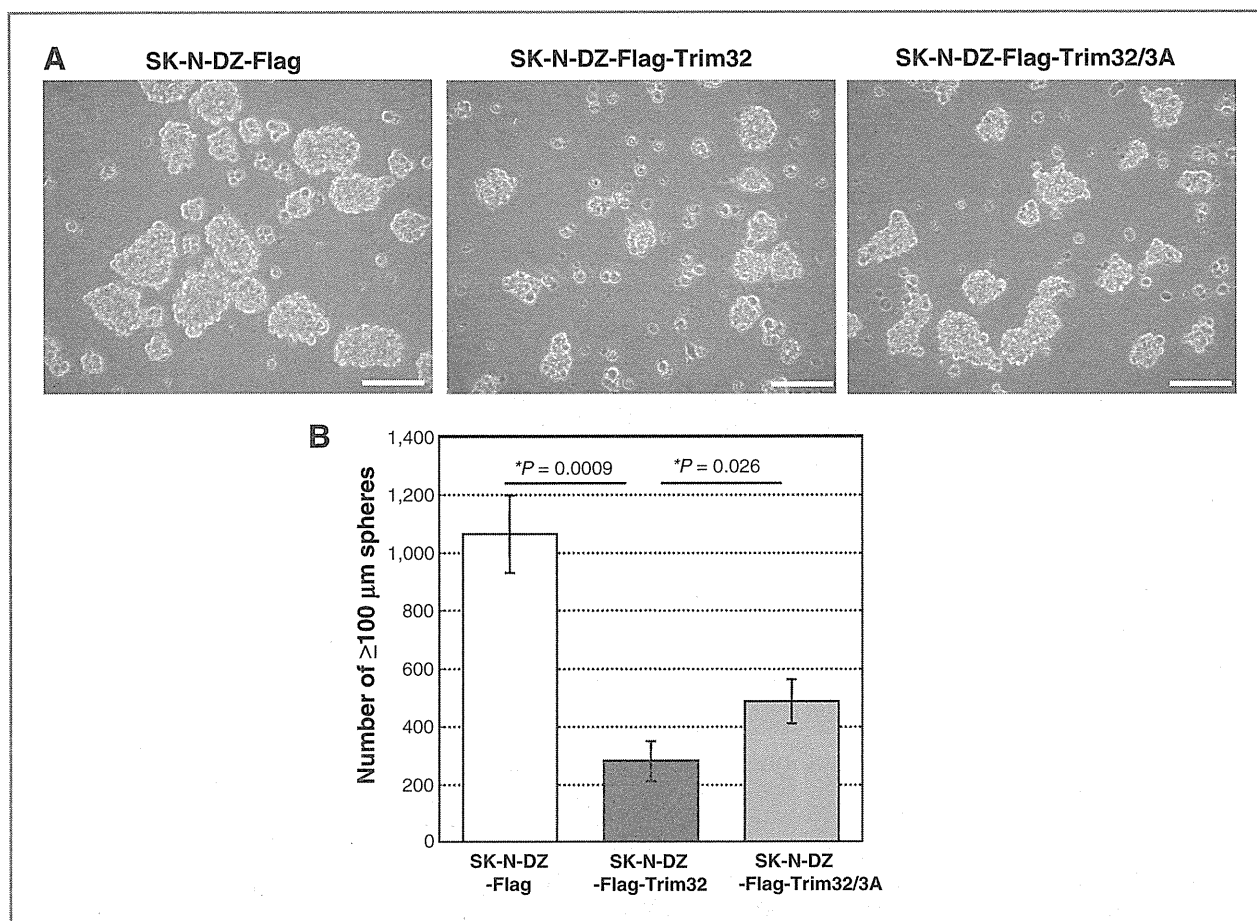 A
SK-N-DZ-Flag
SK-N-DZ-Flag-Trim32
SK-N-DZ-Flag-Trim32/3A
B
Number of ≥100 μm spheres
1,400
1,200
1,000
800
600
400
200
0
*P = 0.0009
*P = 0.026
SK-N-DZ
-Flag
SK-N-DZ
-Flag-Trim32
SK-N-DZ
-Flag-Trim32/3A